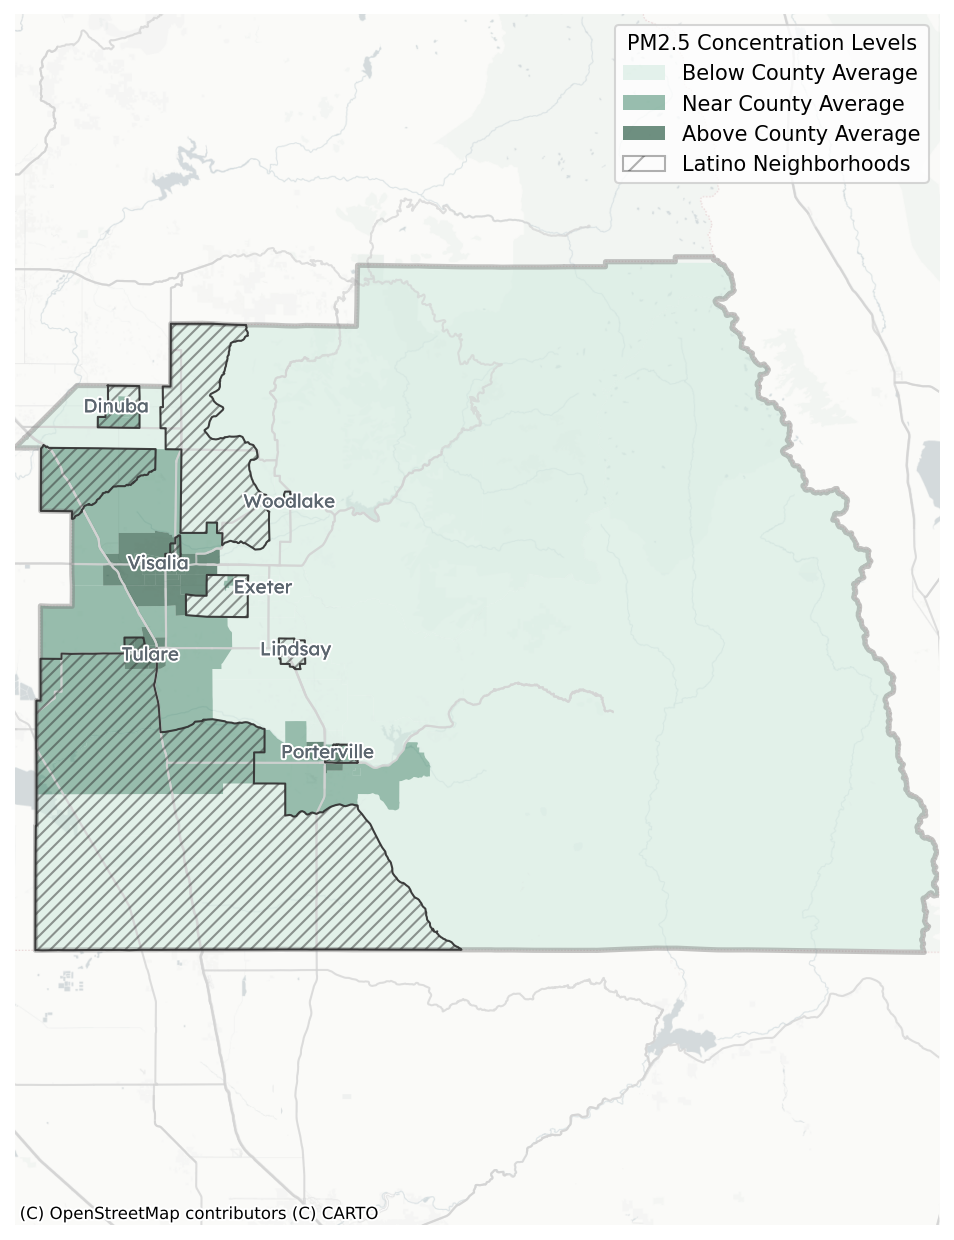 PM2.5 Concentration Levels
Below County Average
Near County Average
Above County Average
Latino Neighborhoods
Dinuba
Woodlake
Visalia
Exeter
Tulare
Lindsay
Porterville
(C) OpenStreetMap contributors (C) CARTO